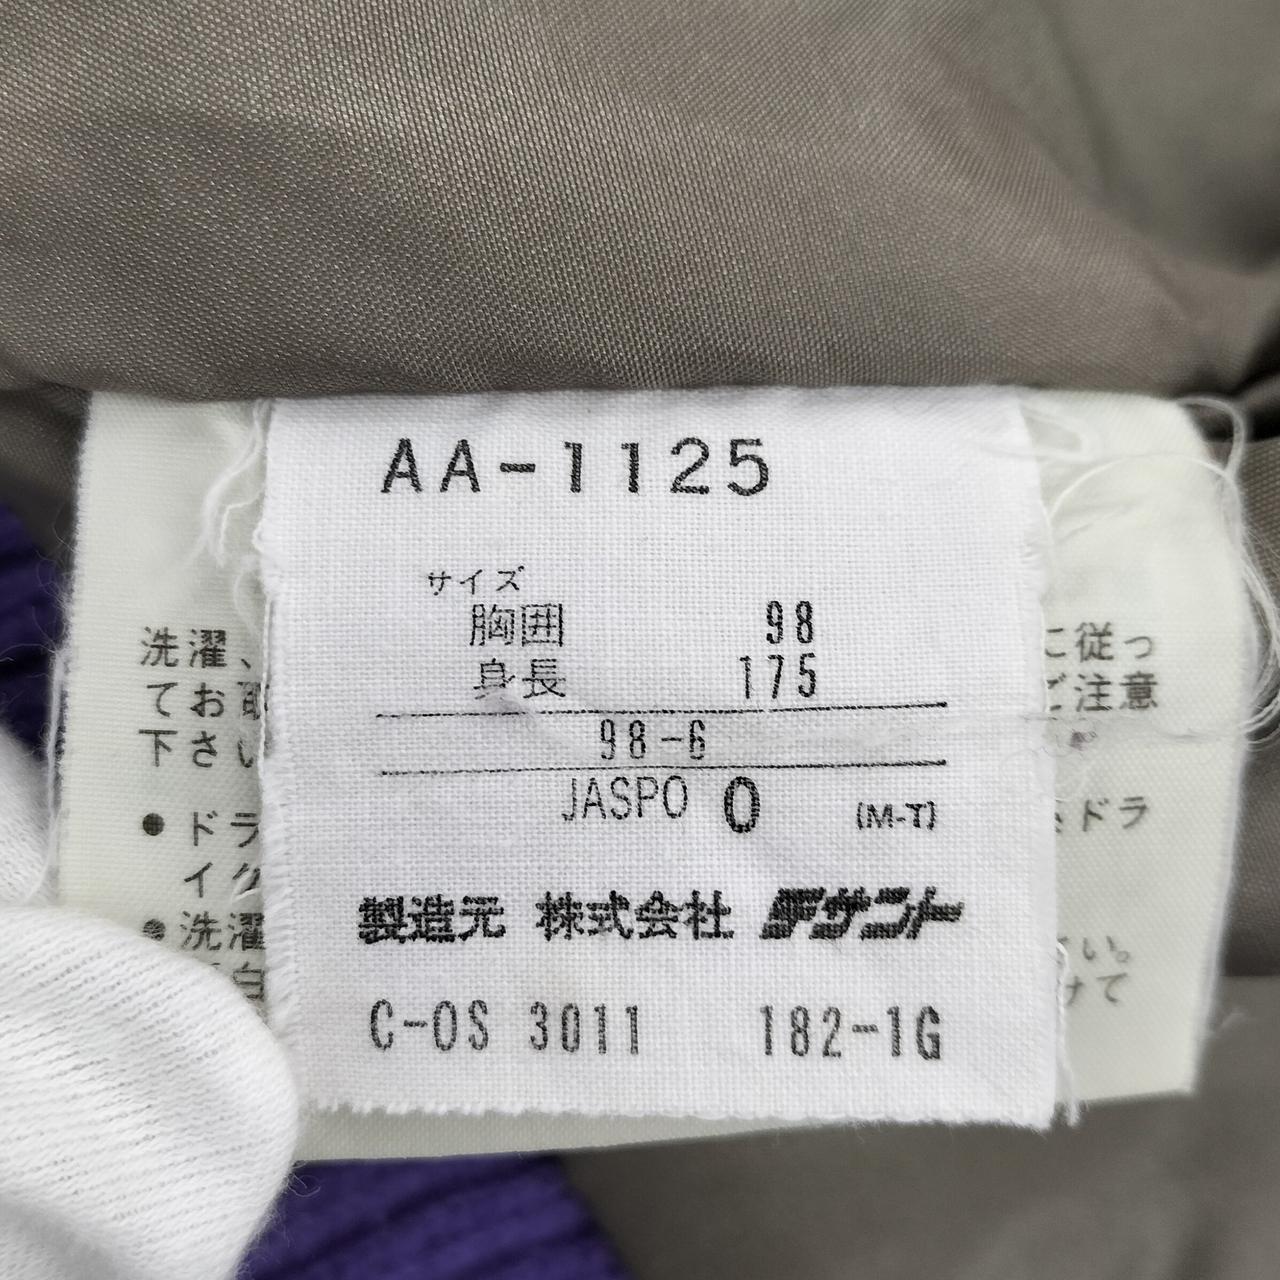 AA-1125
サイズ
胸囲 98
身長 175
98-6
JASPO O (M-T)
製造元 株式会社 デサント
C-OS 3011 182-1G
洗濯、
に従っ
てお取
ご注意
下さい
●ドラ
ドラ
イク
●洗濯
い。
けて